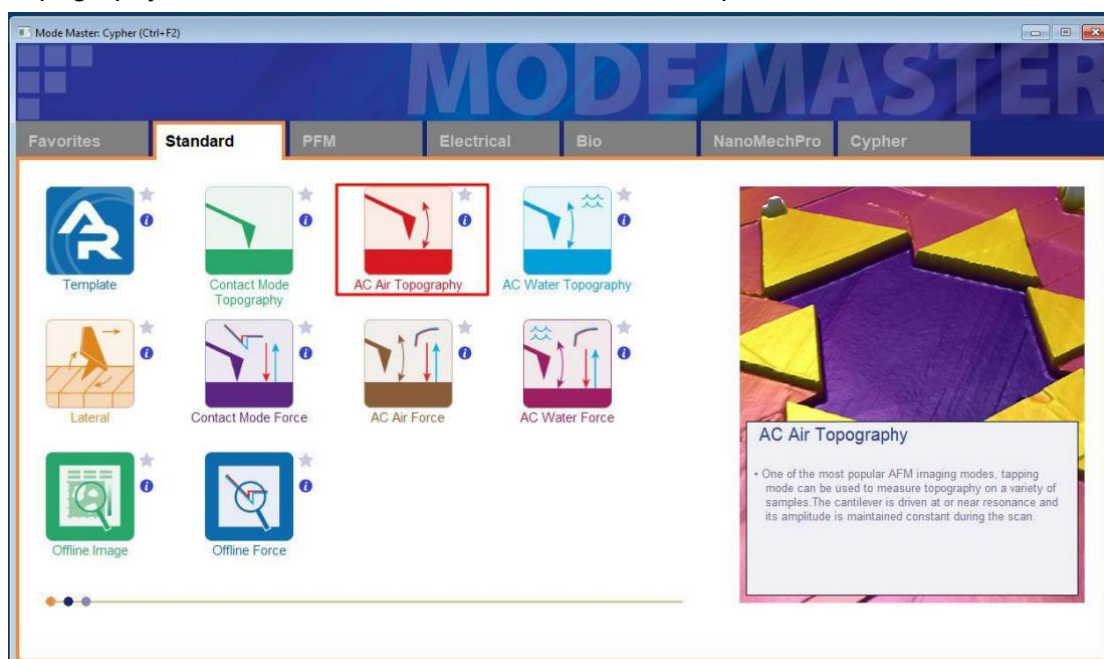 Mode Master: Cypher (Ctrl+F2)
MODE MASTER
Favorites Standard PFM Electrical Bio NanoMechPro Cypher
AR
Template
Contact Mode
Topography
AC Air Topography
AC Water Topography
Lateral
Contact Mode Force
AC Air Force
AC Water Force
Offline Image
Offline Force
AC Air Topography
• One of the most popular AFM imaging modes, tapping
mode can be used to measure topography on a variety of
samples.The cantilever is driven at or near resonance and
its amplitude is maintained constant during the scan.